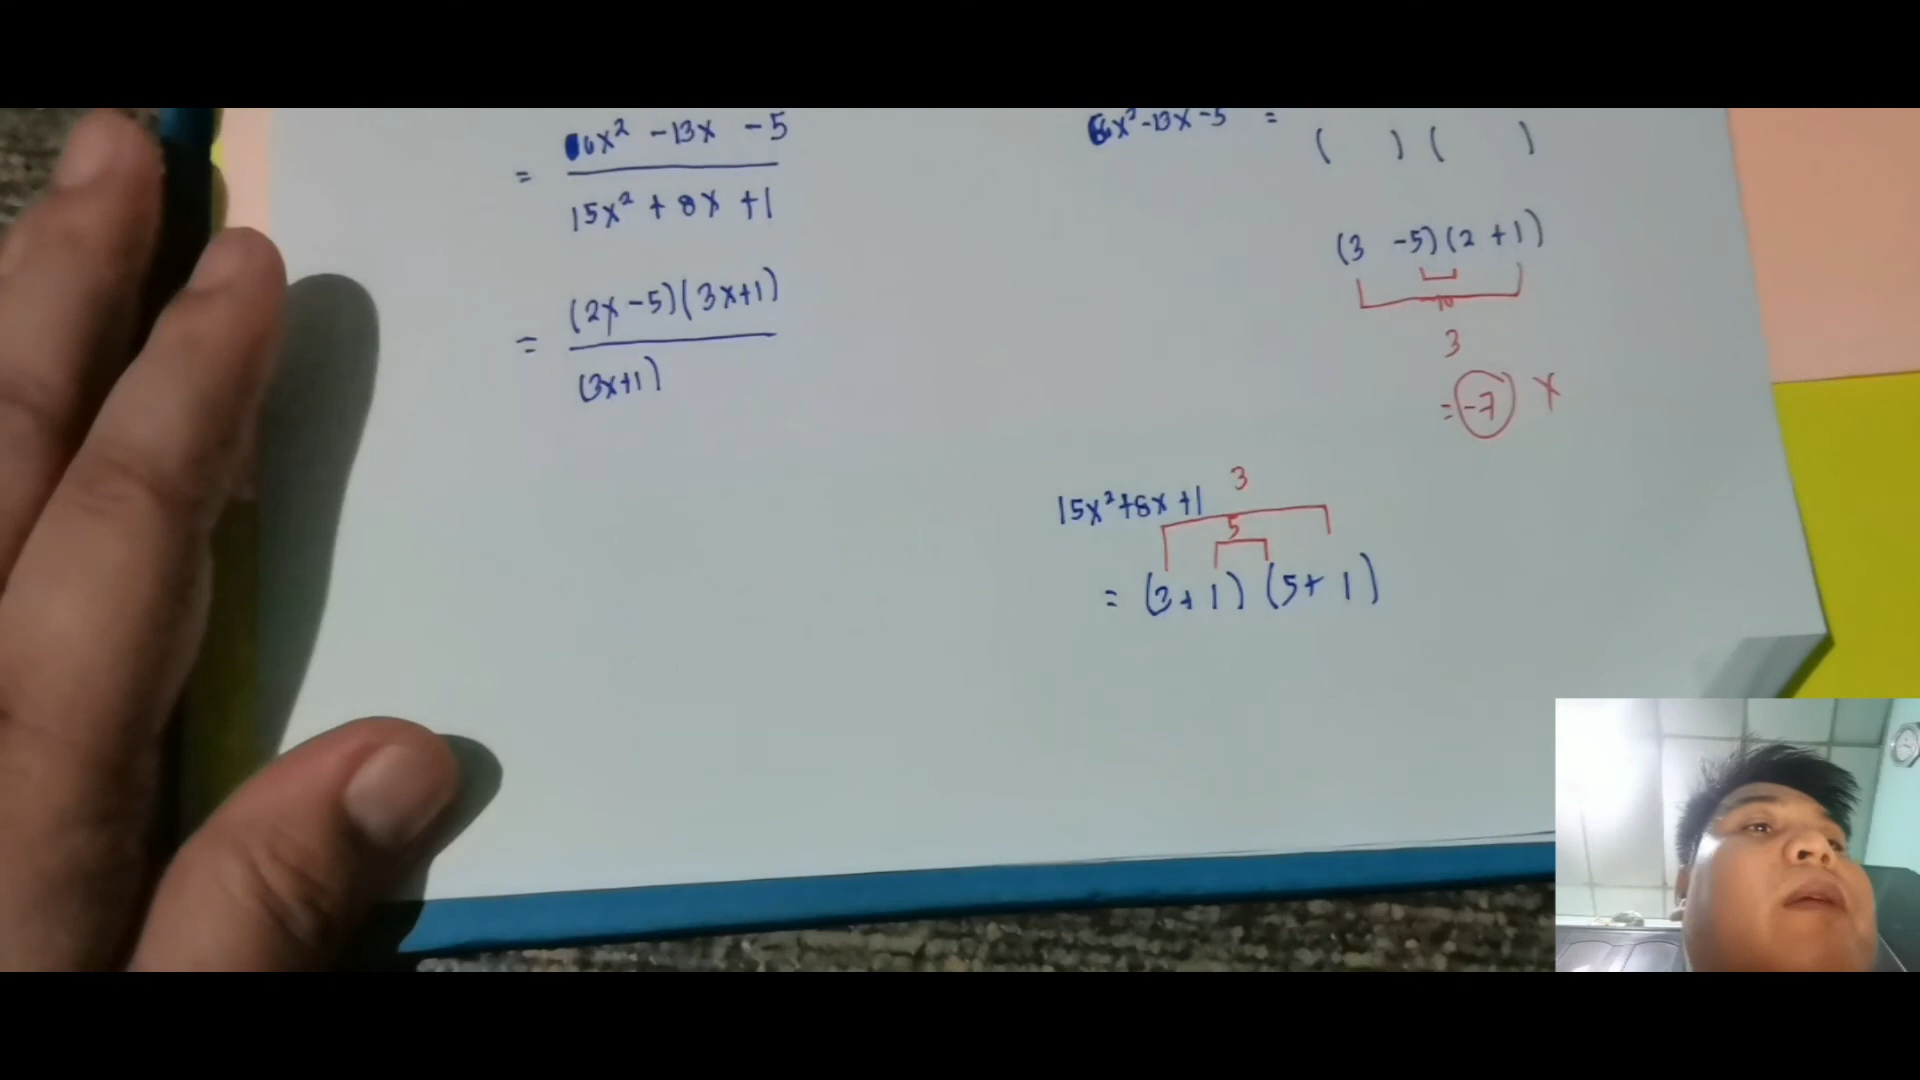 = 6x² -13x -5
15x² + 8x +1
= (2x -5)(3x+1)
(3x+1)
6x² -13x -5 =
( ) ( )
(3 -5)(2 +1)
-10
3
= -7 X
3
15x² +8x +1
5
= (3+ 1) (5+ 1)